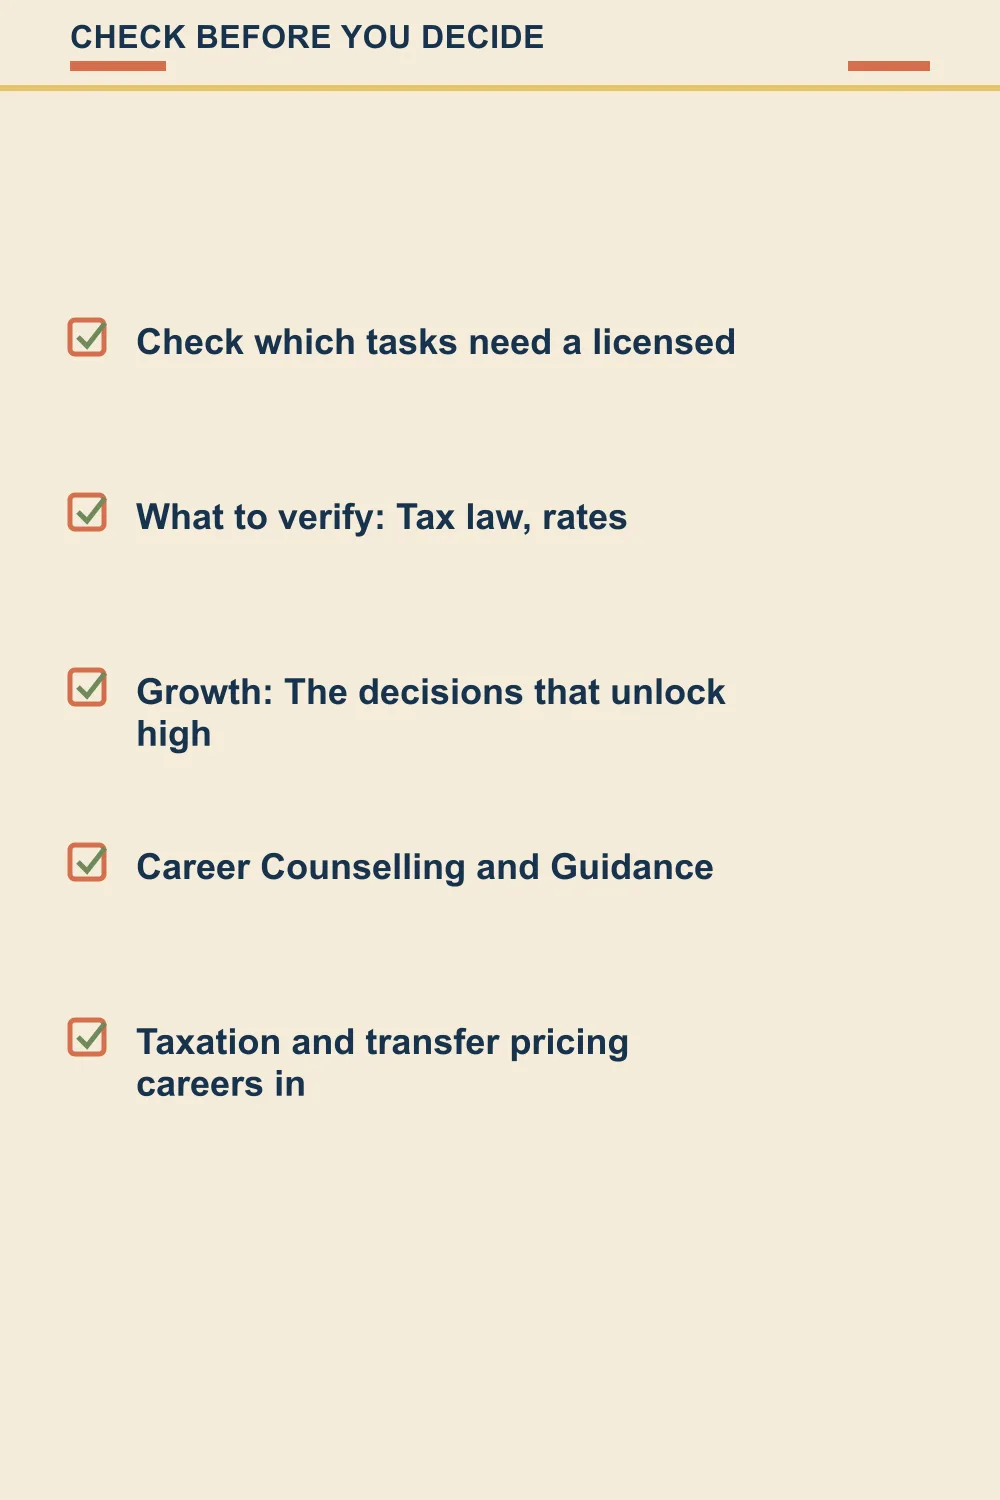 CHECK BEFORE YOU DECIDE
Check which tasks need a licensed
What to verify: Tax law, rates
Growth: The decisions that unlock
high
Career Counselling and Guidance
Taxation and transfer pricing
careers in